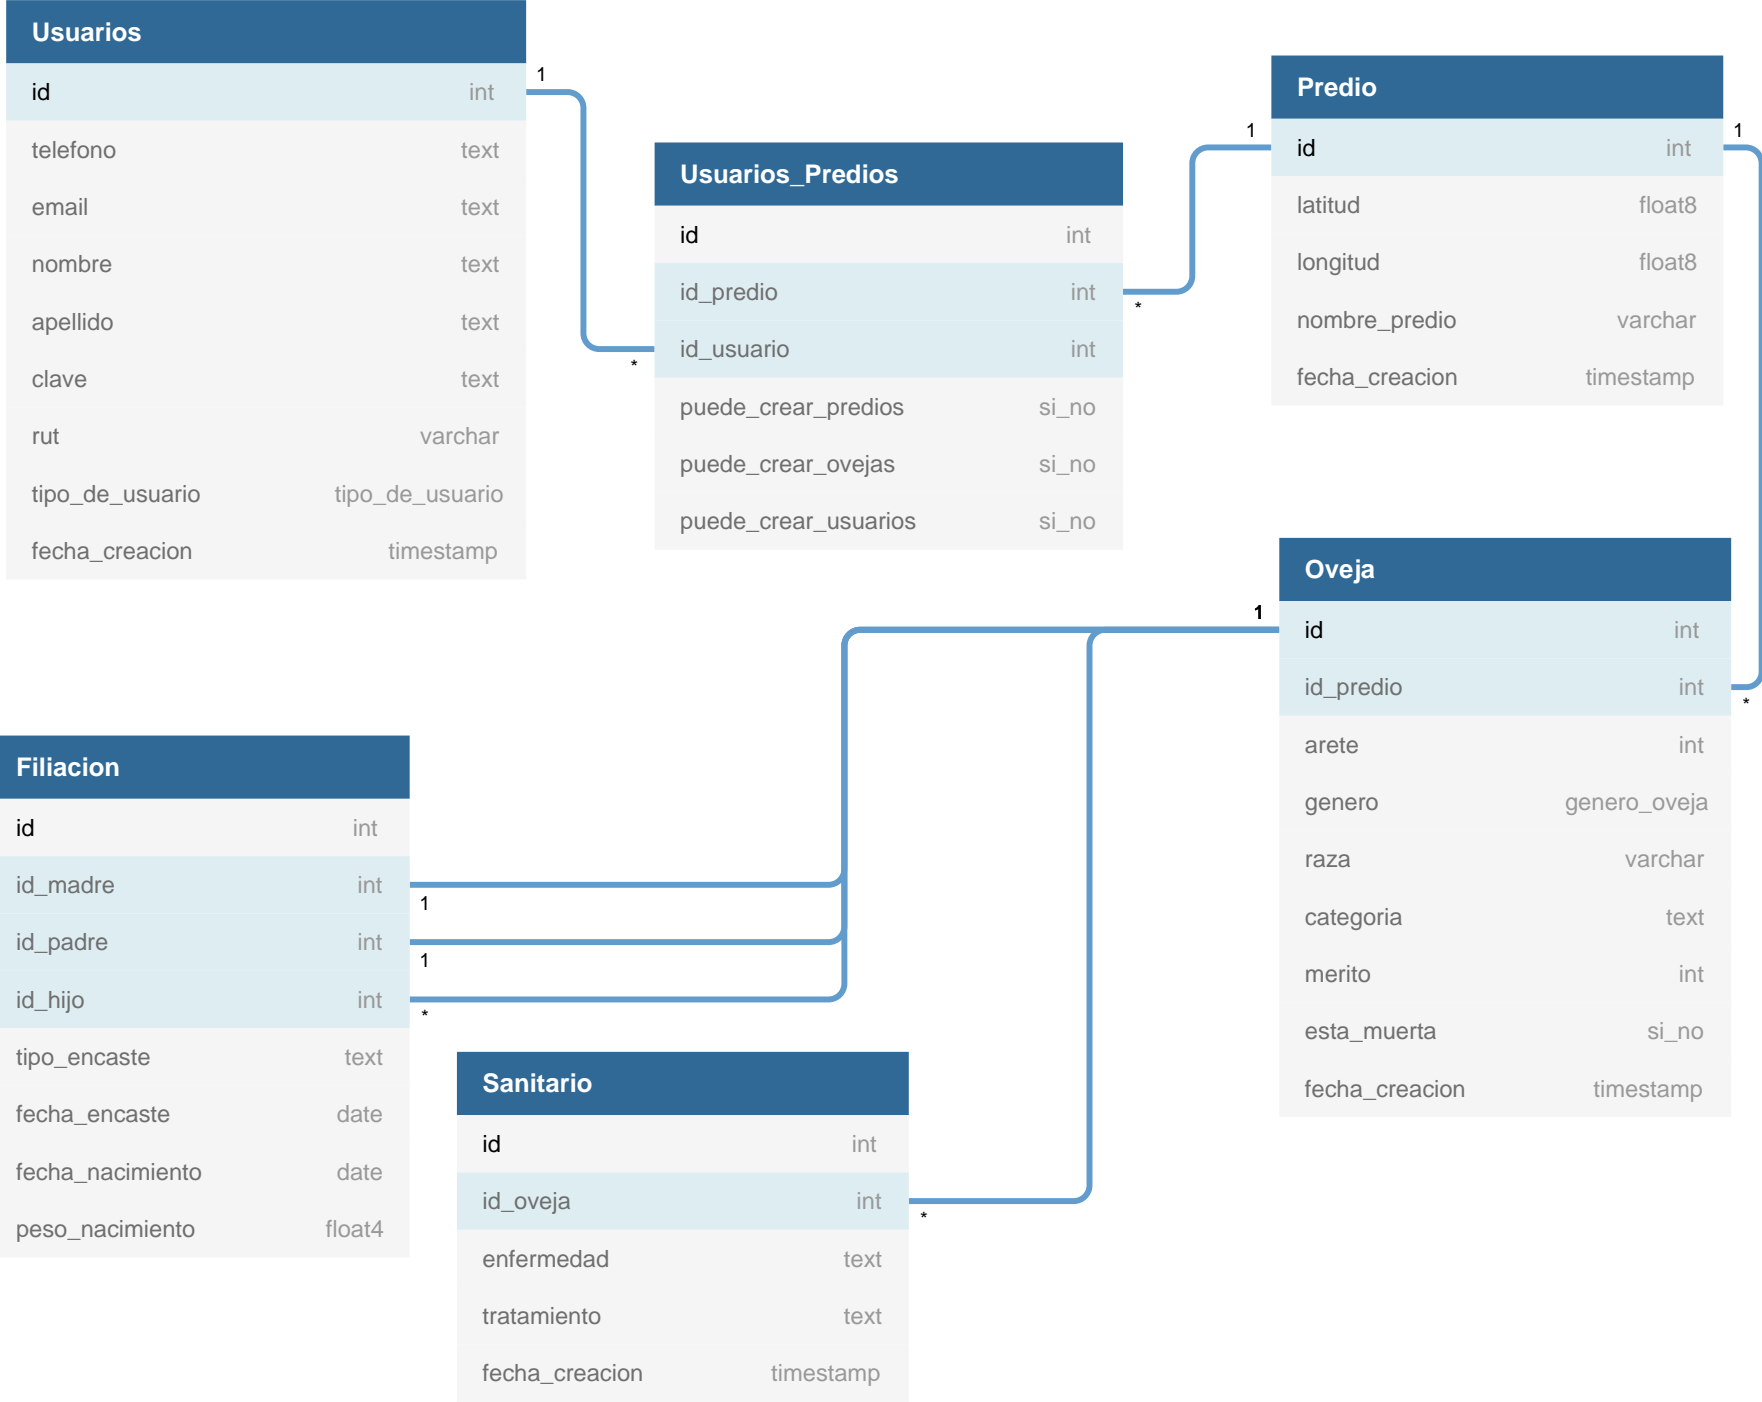 Usuarios
id int
telefono text
email text
nombre text
apellido text
clave text
rut varchar
tipo_de_usuario tipo_de_usuario
fecha_creacion timestamp
1
*
Usuarios_Predios
id int
id_predio int
id_usuario int
puede_crear_predios si_no
puede_crear_ovejas si_no
puede_crear_usuarios si_no
*
1
Predio
id int
latitud float8
longitud float8
nombre_predio varchar
fecha_creacion timestamp
1
*
1
Oveja
id int
id_predio int
arete int
genero genero_oveja
raza varchar
categoria text
merito int
esta_muerta si_no
fecha_creacion timestamp
Filiacion
id int
id_madre int
id_padre int
id_hijo int
tipo_encaste text
fecha_encaste date
fecha_nacimiento date
peso_nacimiento float4
1
1
*
Sanitario
id int
id_oveja int
enfermedad text
tratamiento text
fecha_creacion timestamp
*